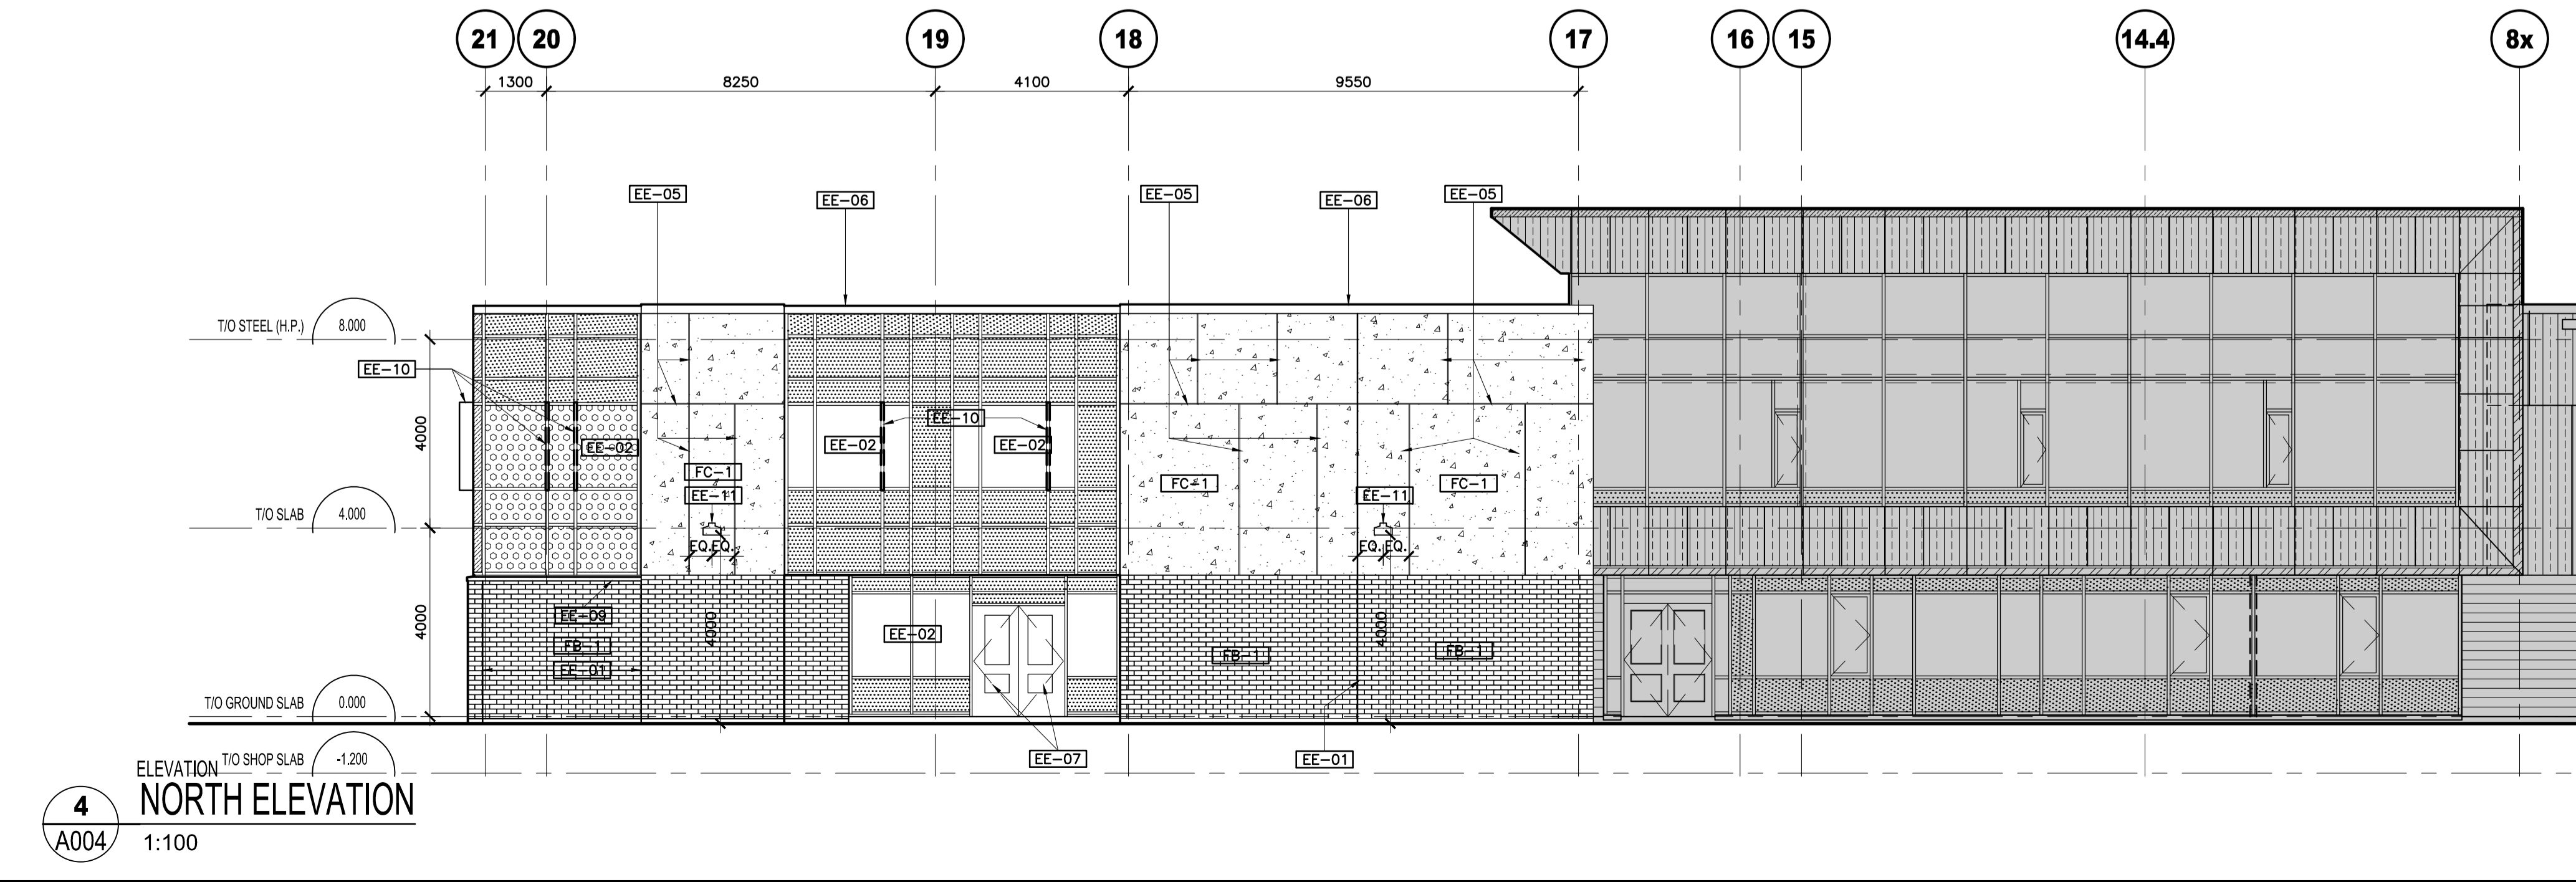 21 20 19 18 17 16 15 14.4 8x
1300 8250 4100 9550
EE-05 EE-06 EE-05 EE-06 EE-05
T/O STEEL (H.P.) 8.000
EE-10
4000
EE-10
EE-02 EE-02 EE-02
FC-1 FC-1 FC-1
EE-11 EE-11
T/O SLAB 4.000
EQ. EQ. EQ. EQ.
4000 4000 4000
EE-09
EE-02
FB-1 FB-1 FB-1
EE-01
T/O GROUND SLAB 0.000
T/O SHOP SLAB -1.200
EE-07 EE-01
ELEVATION
4 NORTH ELEVATION
A004 1:100